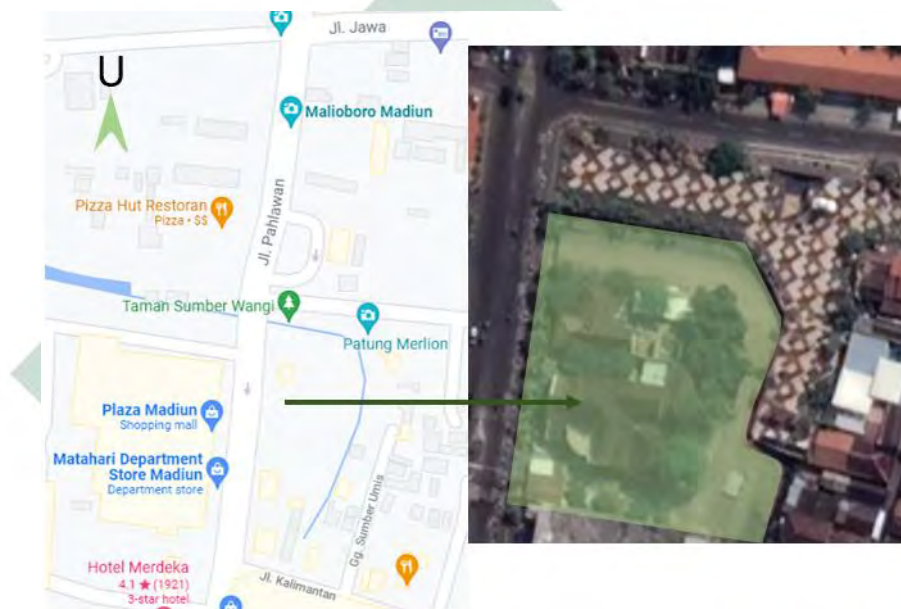 Jl. Jawa
U
Malioboro Madiun
Pizza Hut Restoran
Pizza • $$
Jl. Pahlawan
Taman Sumber Wangi
Patung Merlion
Plaza Madiun
Shopping mall
Matahari Department
Store Madiun
Department store
Gg. Sumber Umis
Hotel Merdeka
4.1 ★ (1921)
3-star hotel
Jl. Kalimantan